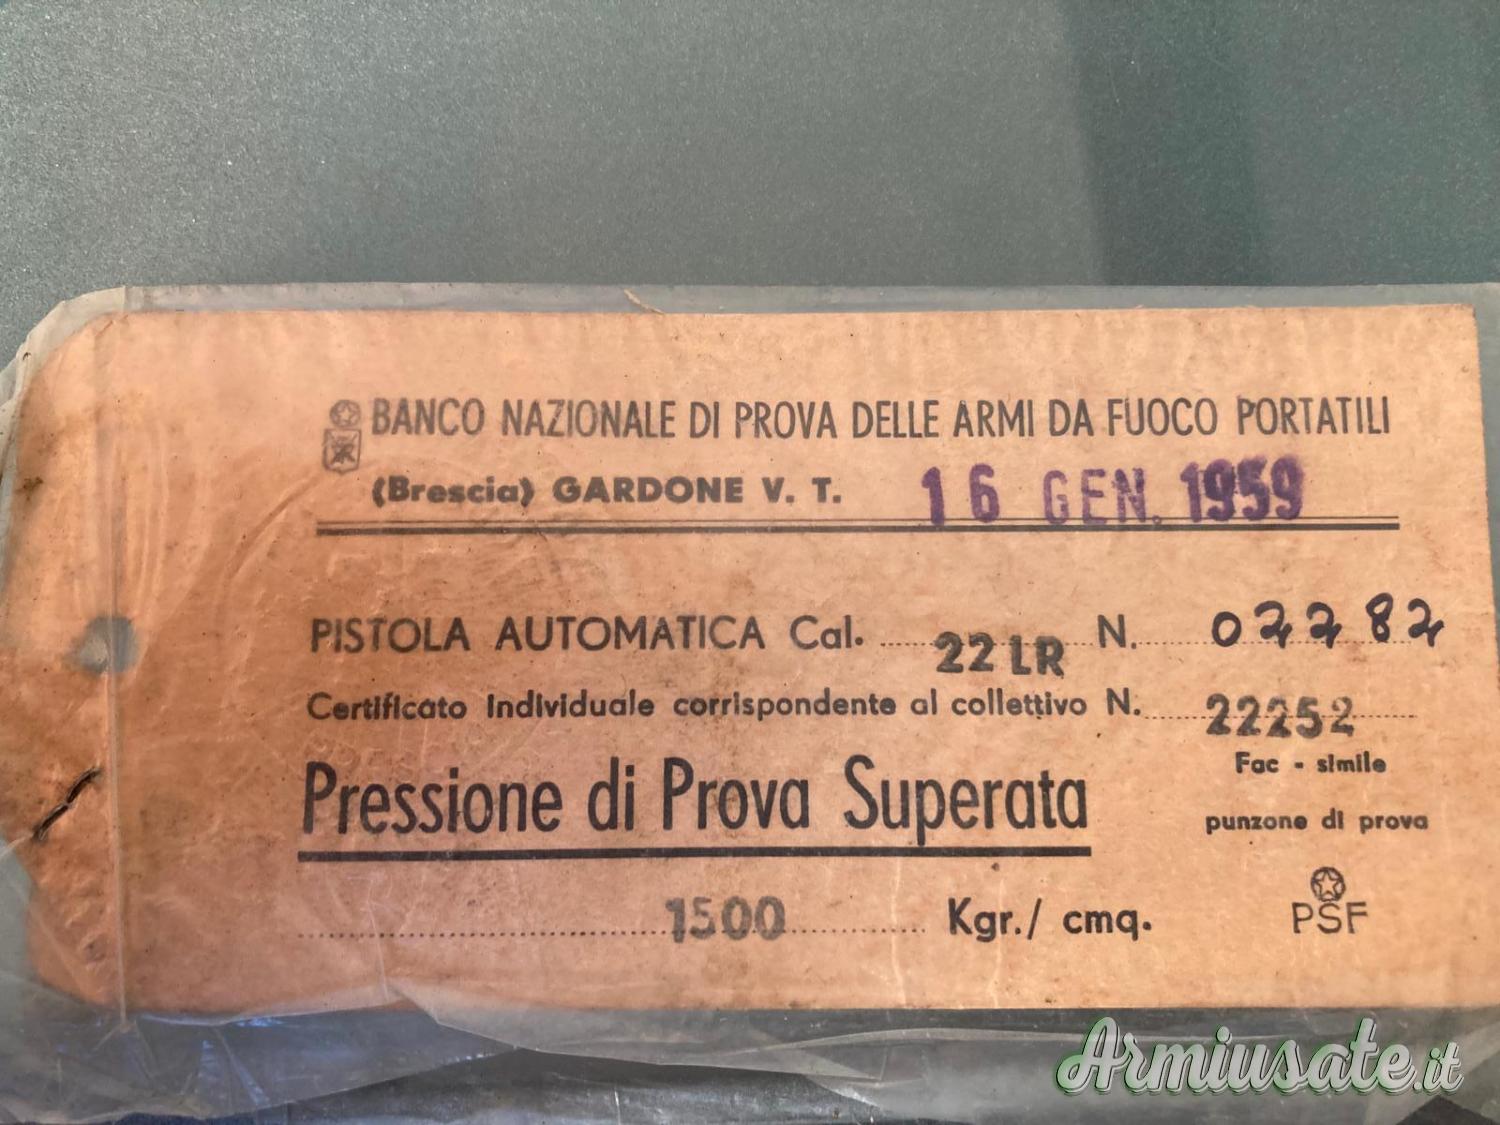 BANCO NAZIONALE DI PROVA DELLE ARMI DA FUOCO PORTATILI
(Brescia) GARDONE V. T. 16 GEN. 1959
PISTOLA AUTOMATICA Cal. 22 LR N.
Certificato Individuale corrispondente al collettivo N. 22252
Fac - simile
Pressione di Prova Superata
punzone di prova
1500 Kgr./ cmq.
PSF
Armiusate.it